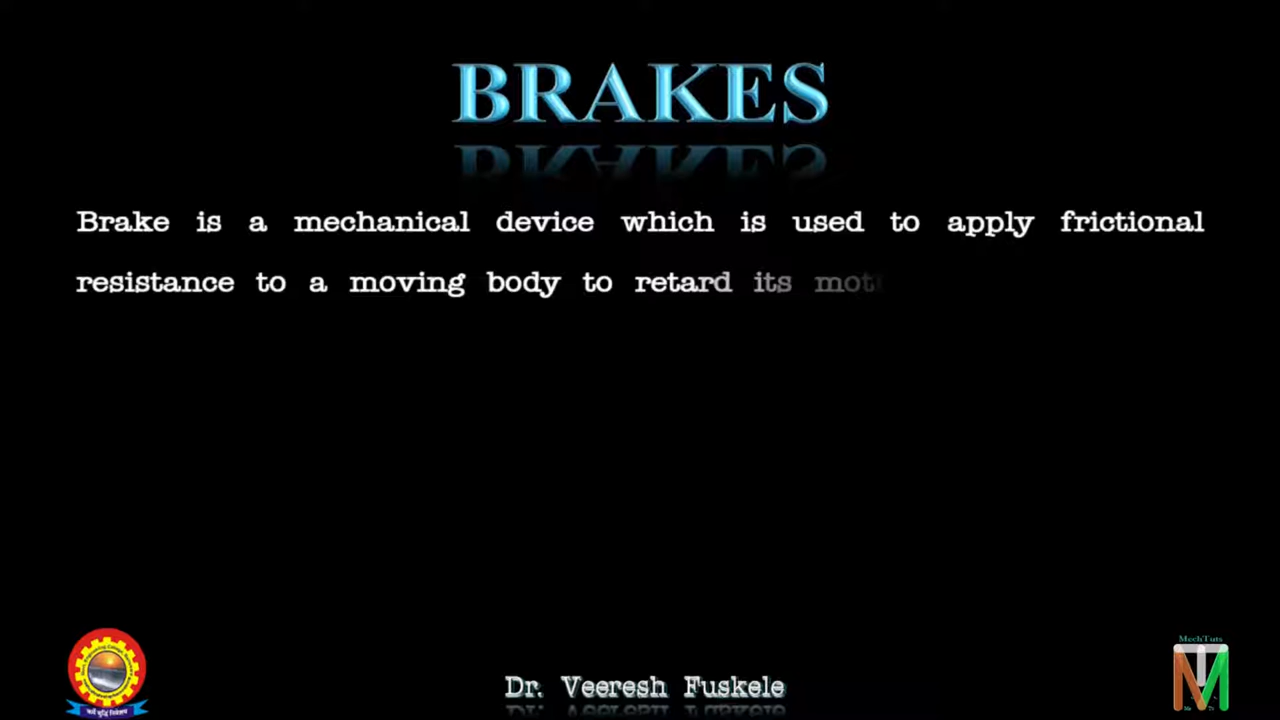 BRAKES
Brake is a mechanical device which is used to apply frictional
resistance to a moving body to retard its
Dr. Veeresh Fuskele
MechTuts